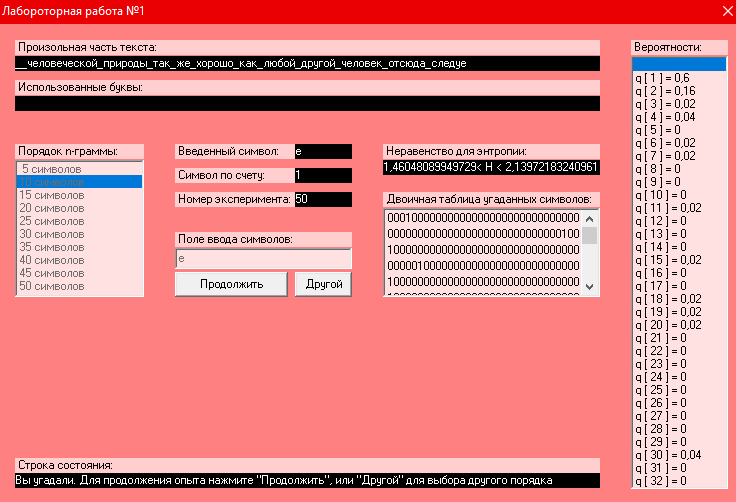 Лабороторная работа №1
Произольная часть текста:
__человеческой_природы_так_же_хорошо_как_любой_другой_человек_отсюда_следуе
Использованные буквы:
Порядок n-граммы:
5 символов
10 символов
15 символов
20 символов
25 символов
30 символов
35 символов
40 символов
45 символов
50 символов
Введенный символ: е
Символ по счету: 1
Номер эксперимента: 50
Поле ввода символов:
е
Продолжить
Другой
Неравенство для энтропии:
1,46048089949729< H < 2,13972183240961
Двоичная таблица угаданных символов:
00010000000000000000000000000000
00000000000000000000000000000100
10000000000000000000000000000000
00000100000000000000000000000000
10000000000000000000000000000000
Вероятности:
q [ 1 ] = 0,6
q [ 2 ] = 0,16
q [ 3 ] = 0,02
q [ 4 ] = 0,04
q [ 5 ] = 0
q [ 6 ] = 0,02
q [ 7 ] = 0,02
q [ 8 ] = 0
q [ 9 ] = 0
q [ 10 ] = 0
q [ 11 ] = 0,02
q [ 12 ] = 0
q [ 13 ] = 0
q [ 14 ] = 0
q [ 15 ] = 0,02
q [ 16 ] = 0
q [ 17 ] = 0
q [ 18 ] = 0,02
q [ 19 ] = 0,02
q [ 20 ] = 0,02
q [ 21 ] = 0
q [ 22 ] = 0
q [ 23 ] = 0
q [ 24 ] = 0
q [ 25 ] = 0
q [ 26 ] = 0
q [ 27 ] = 0
q [ 28 ] = 0
q [ 29 ] = 0
q [ 30 ] = 0,04
q [ 31 ] = 0
q [ 32 ] = 0
Строка состояния:
Вы угадали. Для продолжения опыта нажмите "Продолжить", или "Другой" для выбора другого порядка